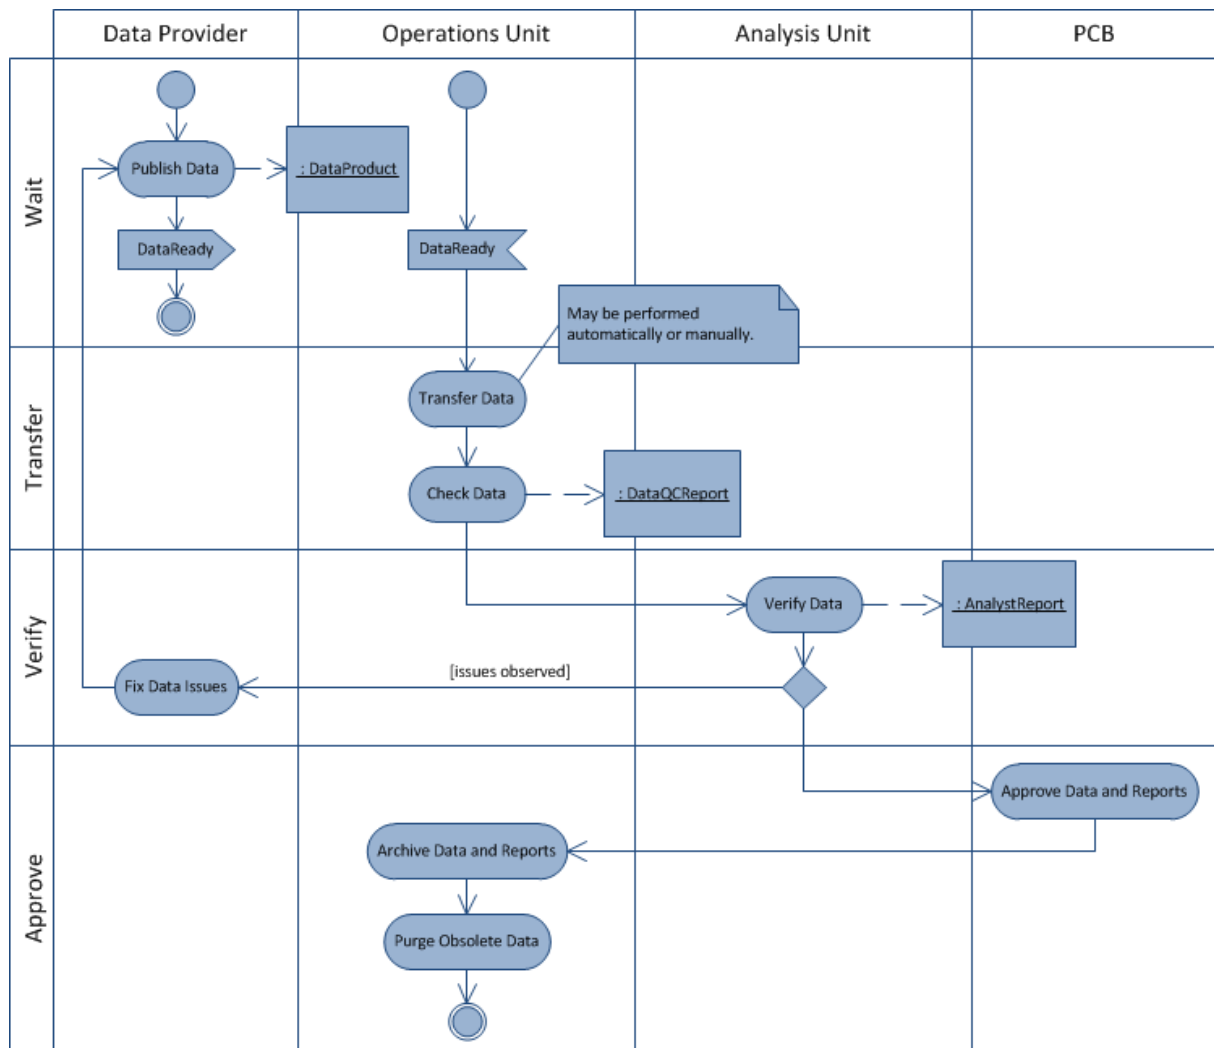 Data Provider
Operations Unit
Analysis Unit
PCB
Wait
Publish Data
: DataProduct
DataReady
DataReady
May be performed
automatically or manually.
Transfer
Transfer Data
Check Data
: DataQCReport
Verify
Verify Data
: AnalystReport
[issues observed]
Fix Data Issues
Approve
Approve Data and Reports
Archive Data and Reports
Purge Obsolete Data